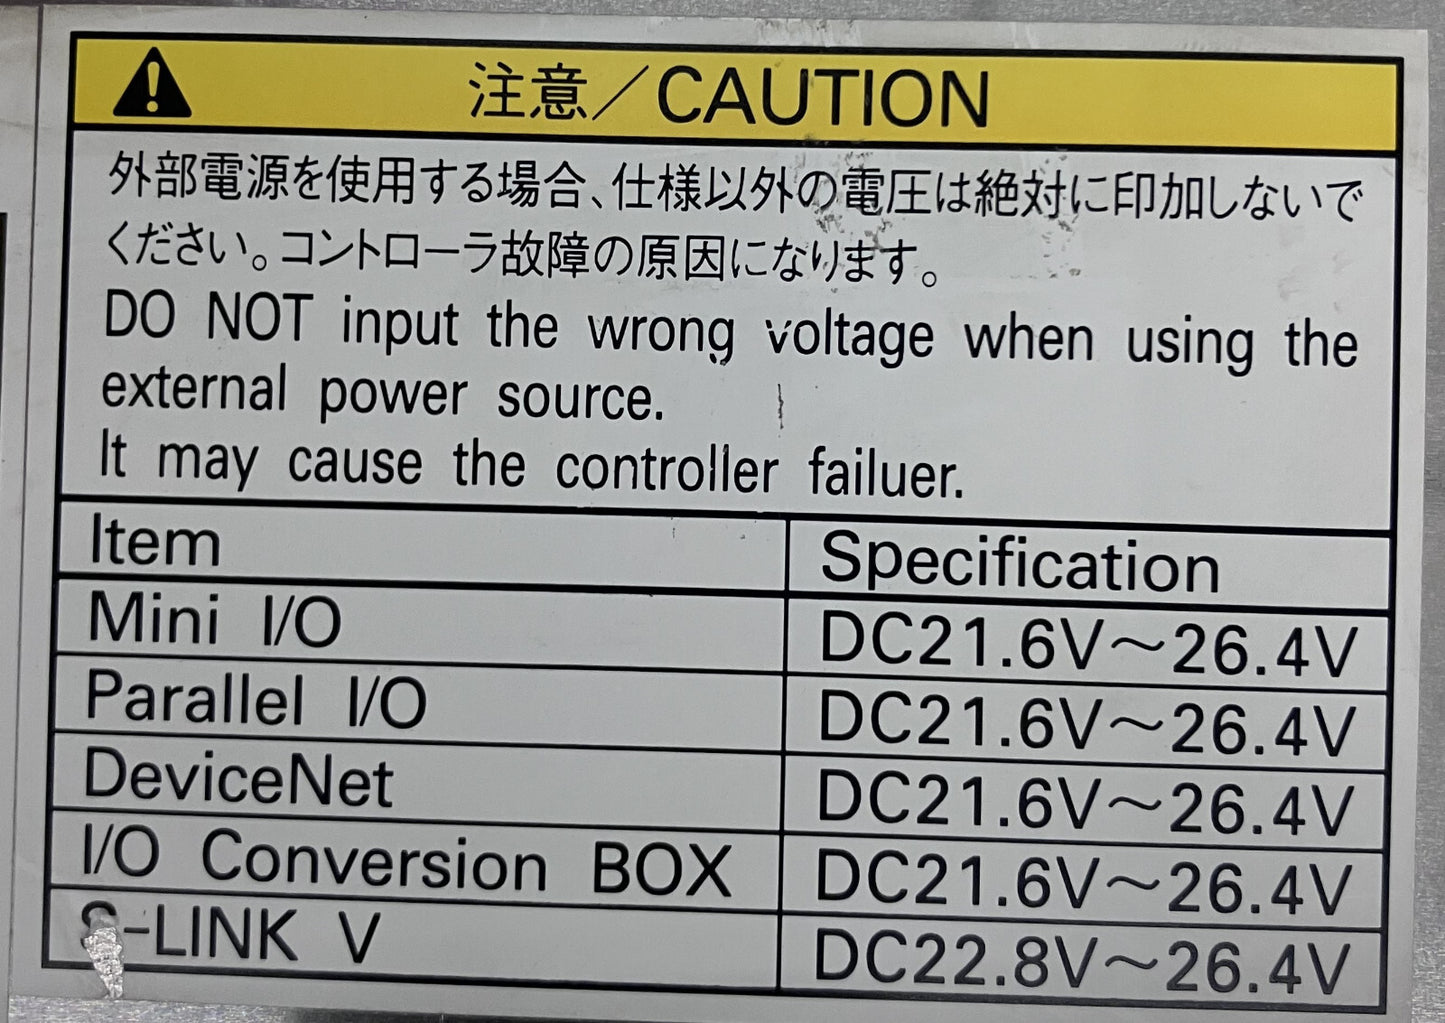 注意／CAUTION
外部電源を使用する場合、仕様以外の電圧は絶対に印加しないで
ください。コントローラ故障の原因になります。
DO NOT input the wrong voltage when using the
external power source.
It may cause the controller failuer.
Item Specification
Mini I/O DC21.6V～26.4V
Parallel I/O DC21.6V～26.4V
DeviceNet DC21.6V～26.4V
I/O Conversion BOX DC21.6V～26.4V
S-LINK V DC22.8V～26.4V